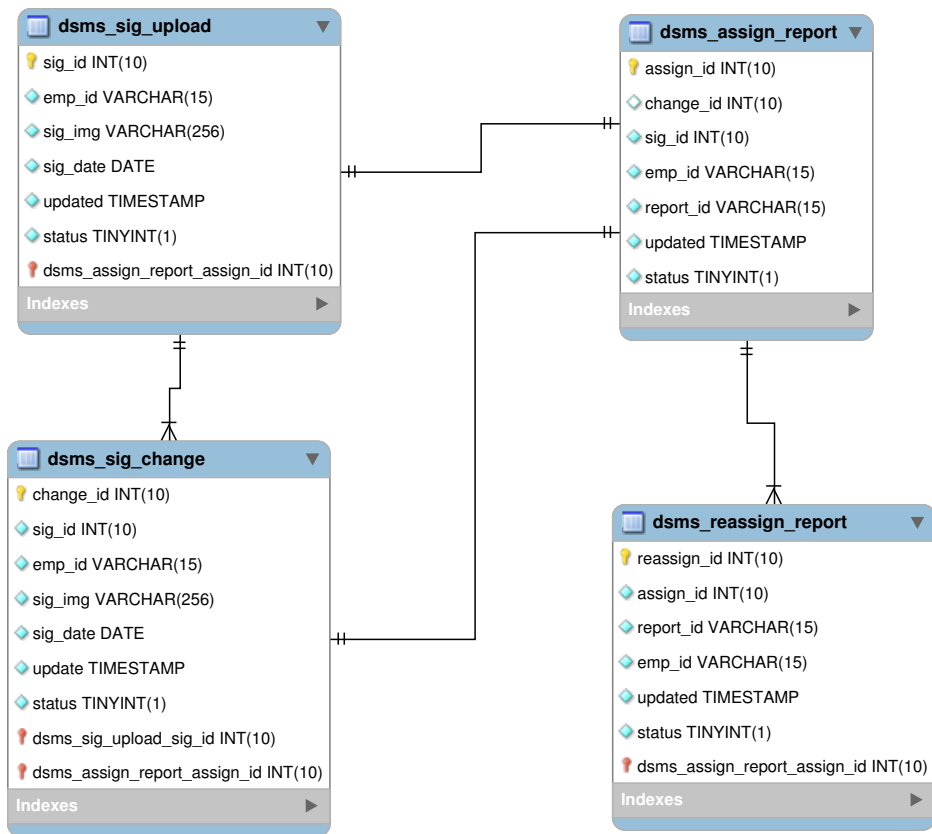 dsms_sig_upload
sig_id INT(10)
emp_id VARCHAR(15)
sig_img VARCHAR(256)
sig_date DATE
updated TIMESTAMP
status TINYINT(1)
dsms_assign_report_assign_id INT(10)
Indexes
dsms_assign_report
assign_id INT(10)
change_id INT(10)
sig_id INT(10)
emp_id VARCHAR(15)
report_id VARCHAR(15)
updated TIMESTAMP
status TINYINT(1)
Indexes
dsms_sig_change
change_id INT(10)
sig_id INT(10)
emp_id VARCHAR(15)
sig_img VARCHAR(256)
sig_date DATE
update TIMESTAMP
status TINYINT(1)
dsms_sig_upload_sig_id INT(10)
dsms_assign_report_assign_id INT(10)
Indexes
dsms_reassign_report
reassign_id INT(10)
assign_id INT(10)
report_id VARCHAR(15)
emp_id VARCHAR(15)
updated TIMESTAMP
status TINYINT(1)
dsms_assign_report_assign_id INT(10)
Indexes